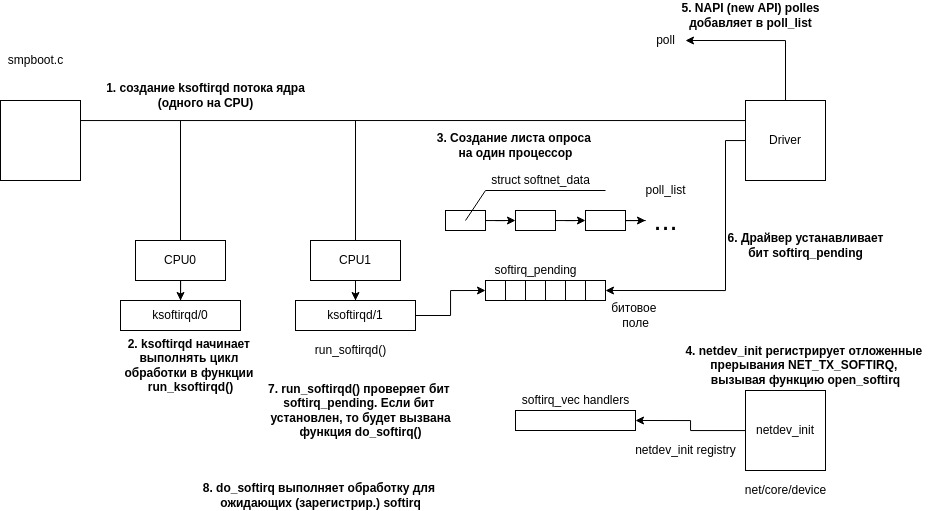 5. NAPI (new API) polles
добавляет в poll_list
poll
smpboot.c
1. создание ksoftirqd потока ядра
(одного на CPU)
Driver
3. Создание листа опроса
на один процессор
struct softnet_data
poll_list
...
6. Драйвер устанавливает
бит softirq_pending
CPU0
CPU1
softirq_pending
битовое
поле
ksoftirqd/0
ksoftirqd/1
2. ksoftirqd начинает
выполнять цикл
обработки в функции
run_ksoftirqd()
run_softirqd()
4. netdev_init регистрирует отложенные
прерывания NET_TX_SOFTIRQ,
вызывая функцию open_softirq
7. run_softirqd() проверяет бит
softirq_pending. Если бит
установлен, то будет вызвана
функция do_softirq()
softirq_vec handlers
netdev_init
netdev_init registry
net/core/device
8. do_softirq выполняет обработку для
ожидающих (зарегистрир.) softirq